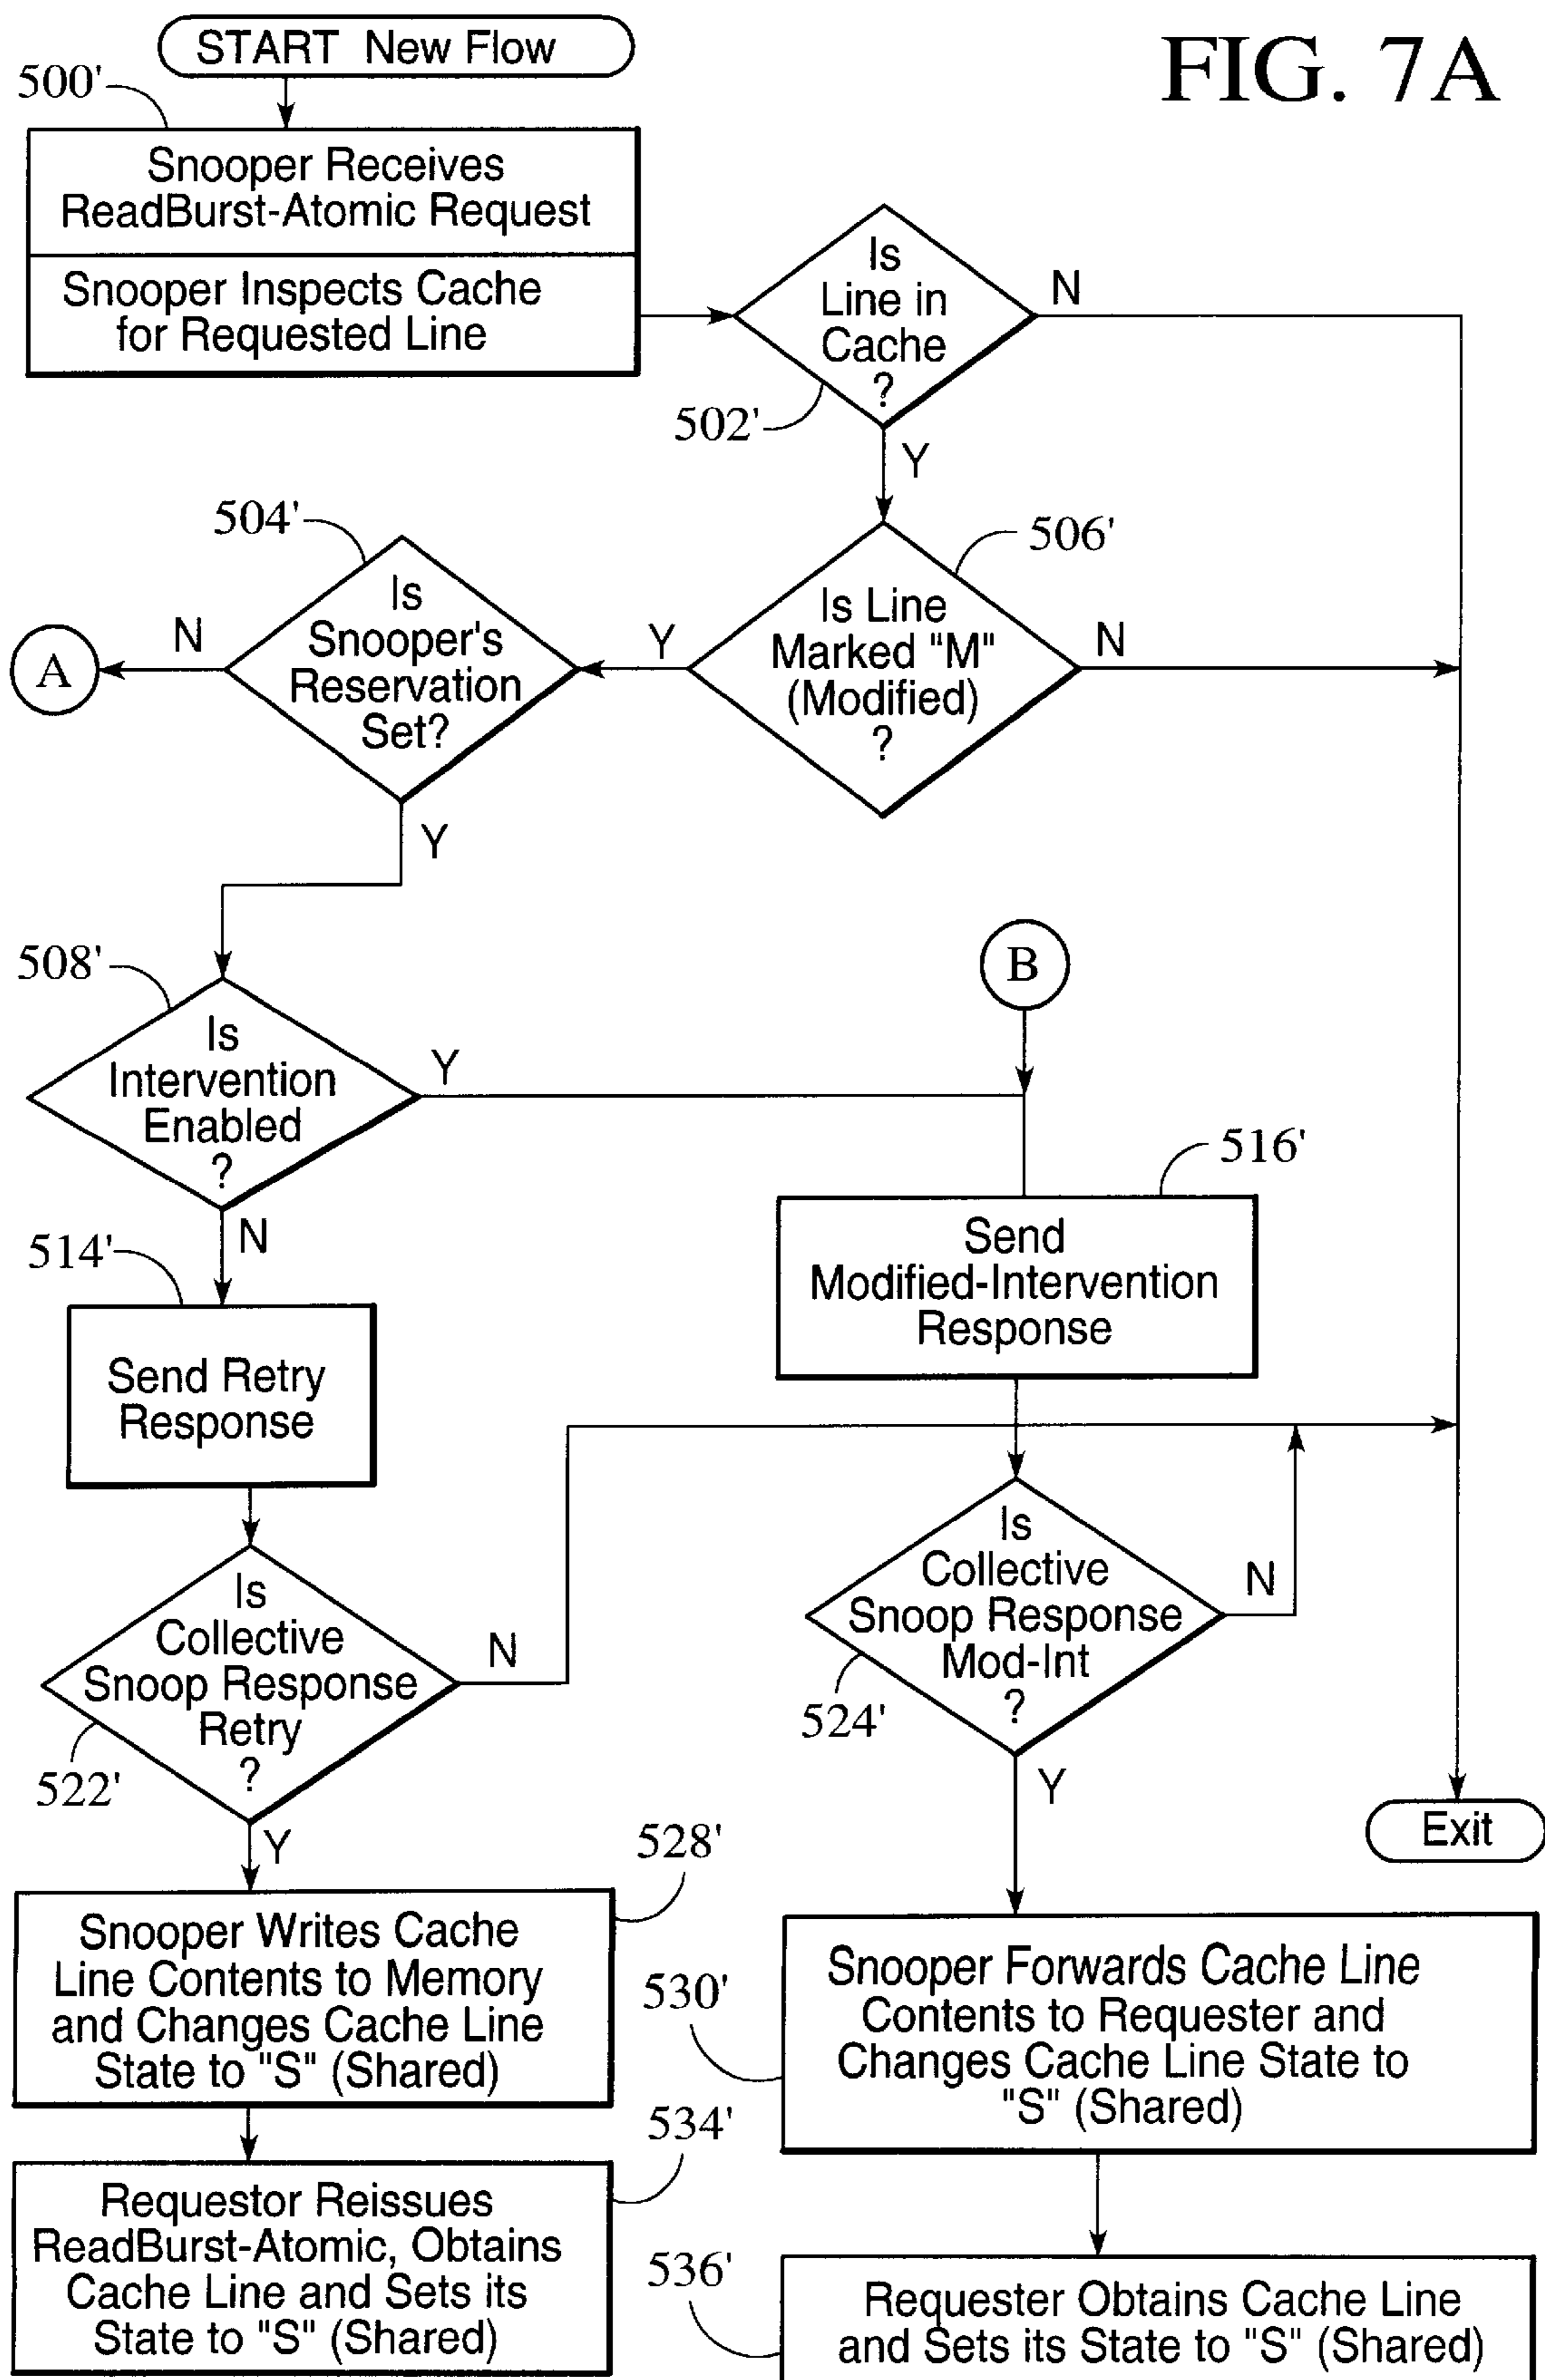 START New Flow
FIG. 7A
500'
Snooper Receives
ReadBurst-Atomic Request
Snooper Inspects Cache
for Requested Line
Is
Line in
Cache
?
N
502'
Y
504'
506'
Is
Snooper's
Reservation
Set?
N
A
Y
Is Line
Marked "M"
(Modified)
?
N
Y
508'
B
Is
Intervention
Enabled
?
Y
N
516'
514'
Send
Modified-Intervention
Response
Send Retry
Response
Is
Collective
Snoop Response
Mod-Int
?
N
524'
Y
Is
Collective
Snoop Response
Retry
?
N
522'
Y
Exit
528'
Snooper Writes Cache
Line Contents to Memory
and Changes Cache Line
State to "S" (Shared)
530'
Snooper Forwards Cache Line
Contents to Requester and
Changes Cache Line State to
"S" (Shared)
534'
Requestor Reissues
ReadBurst-Atomic, Obtains
Cache Line and Sets its
State to "S" (Shared)
536'
Requester Obtains Cache Line
and Sets its State to "S" (Shared)